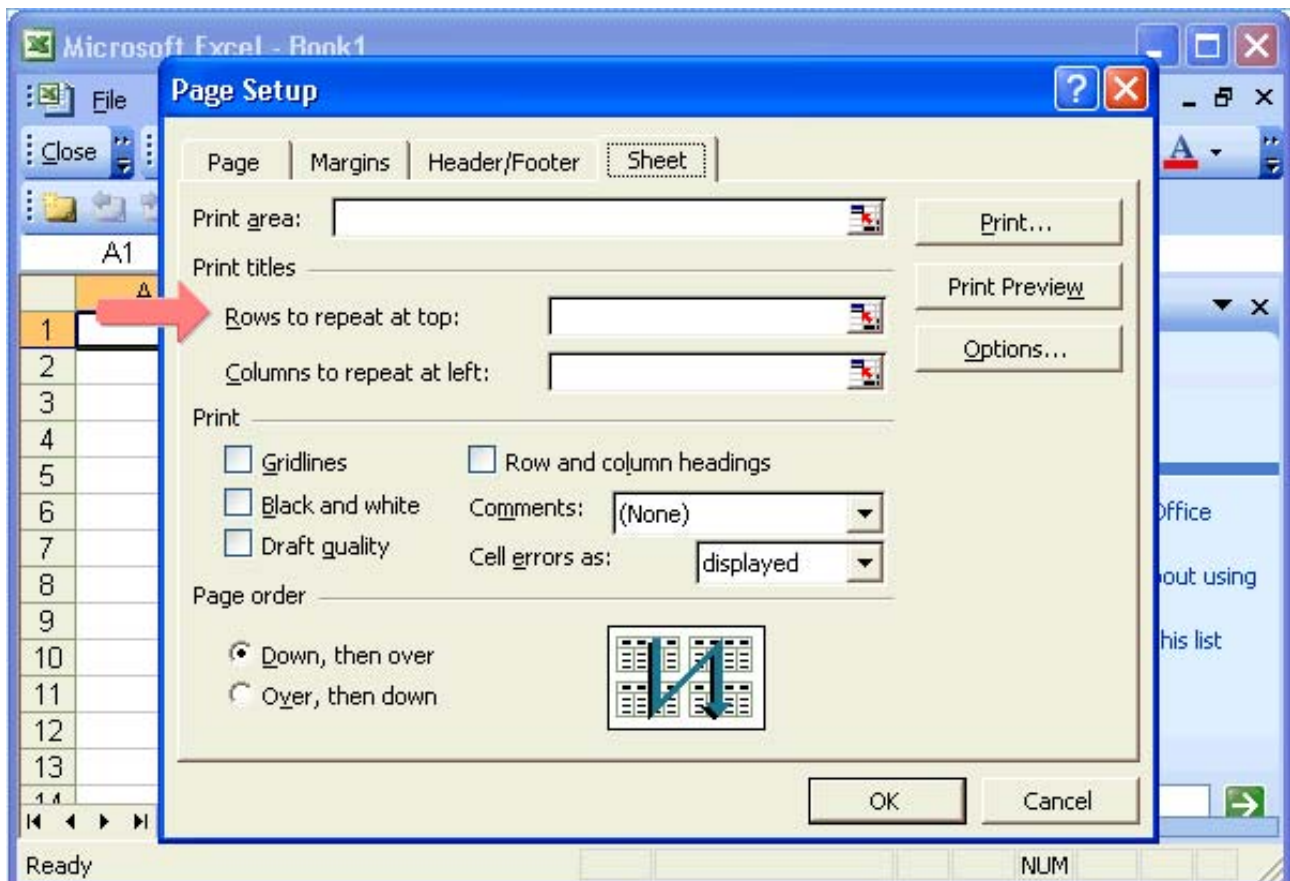 Microsoft Excel - Book1
File
Close
A
A1
A
Page Setup
Page Margins Header/Footer Sheet
Print area:
Print...
Print titles
Print Preview
Rows to repeat at top:
Options...
Columns to repeat at left:
Print
Gridlines
Row and column headings
Black and white
Comments: (None)
Draft quality
Cell errors as: displayed
Page order
Down, then over
Over, then down
OK
Cancel
1
2
3
4
5
6
7
8
9
10
11
12
13
14
Office
out using
his list
Ready
NUM